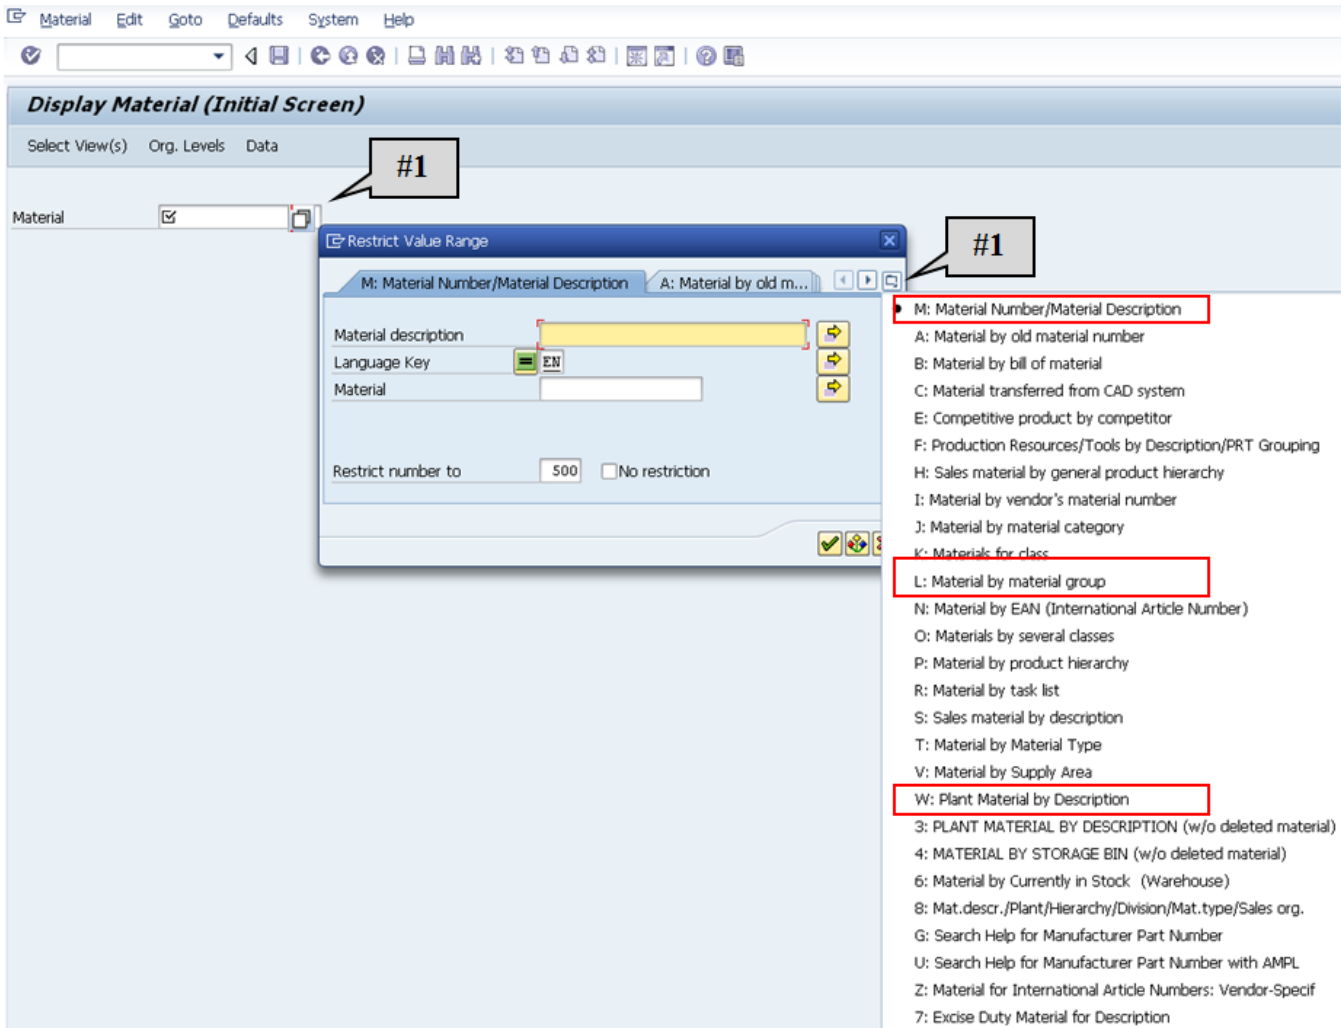 Material Edit Goto Defaults System Help
Display Material (Initial Screen)
Select View(s) Org. Levels Data
#1
Material
Restrict Value Range
#1
M: Material Number/Material Description A: Material by old m...
Material description
Language Key = EN
Material
Restrict number to 500 No restriction
M: Material Number/Material Description
A: Material by old material number
B: Material by bill of material
C: Material transferred from CAD system
E: Competitive product by competitor
F: Production Resources/Tools by Description/PRT Grouping
H: Sales material by general product hierarchy
I: Material by vendor's material number
J: Material by material category
K: Materials for class
L: Material by material group
N: Material by EAN (International Article Number)
O: Materials by several classes
P: Material by product hierarchy
R: Material by task list
S: Sales material by description
T: Material by Material Type
V: Material by Supply Area
W: Plant Material by Description
3: PLANT MATERIAL BY DESCRIPTION (w/o deleted material)
4: MATERIAL BY STORAGE BIN (w/o deleted material)
6: Material by Currently in Stock (Warehouse)
8: Mat.descr./Plant/Hierarchy/Division/Mat.type/Sales org.
G: Search Help for Manufacturer Part Number
U: Search Help for Manufacturer Part Number with AMPL
Z: Material for International Article Numbers: Vendor-Specif
7: Excise Duty Material for Description